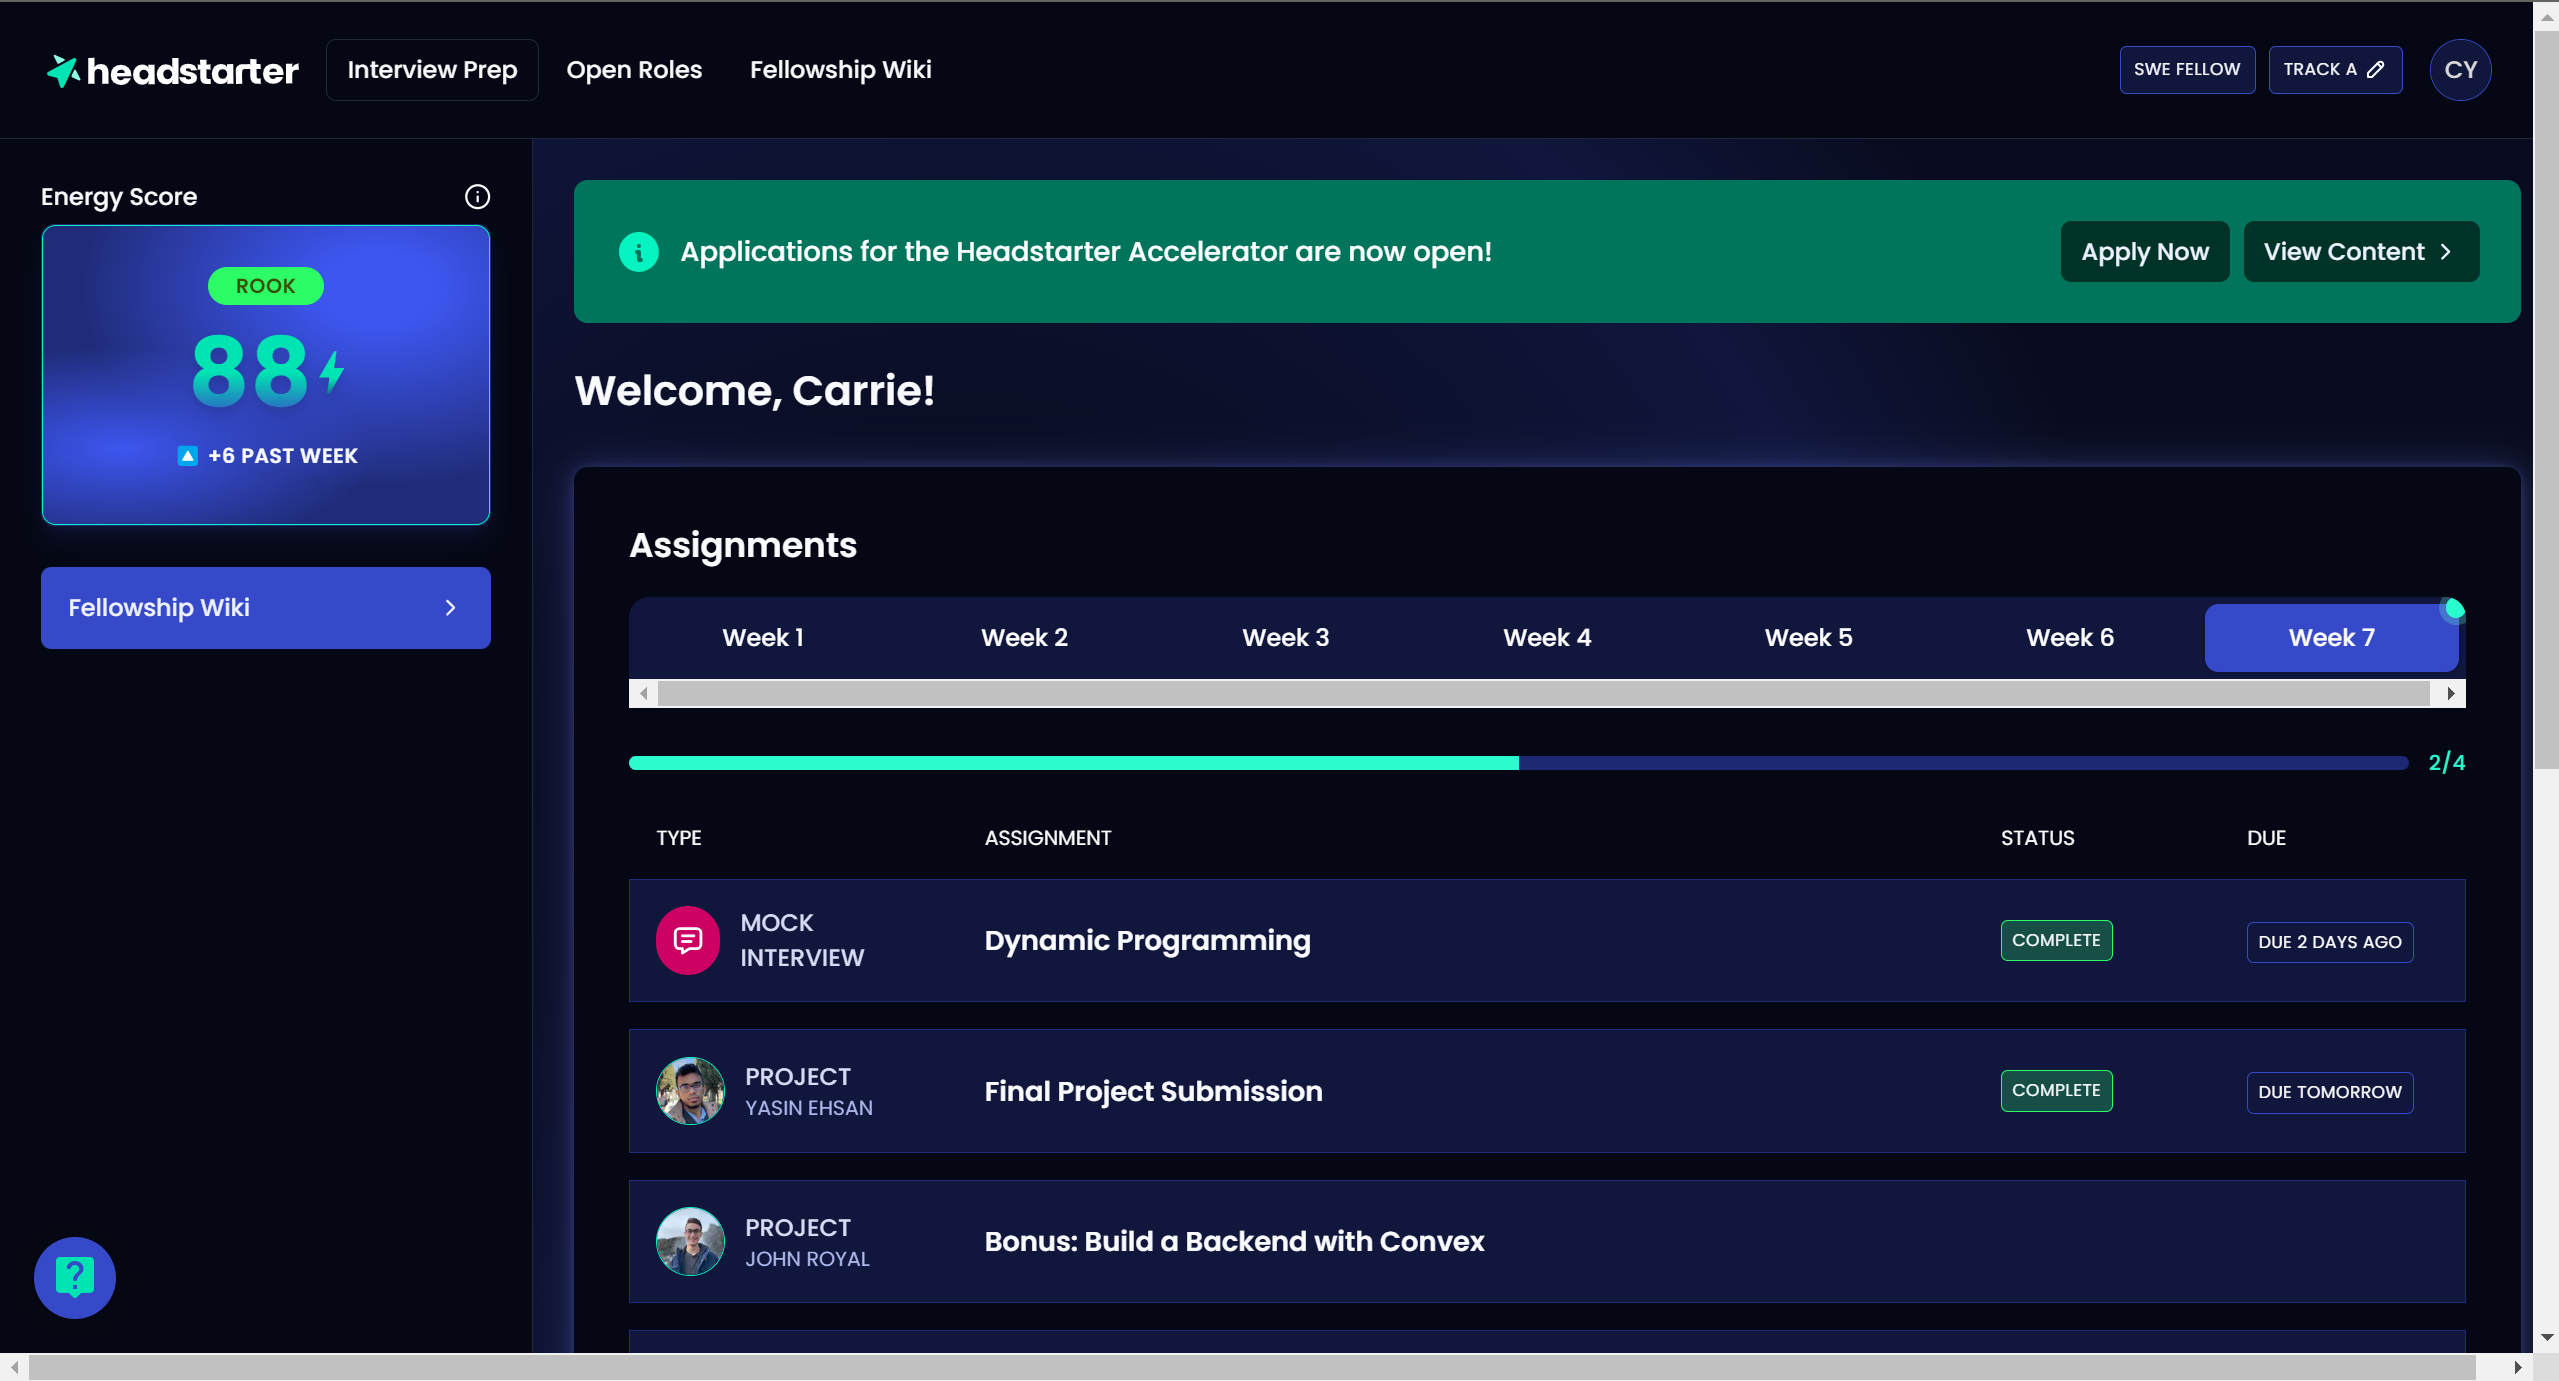 headstarter
Interview Prep
Open Roles
Fellowship Wiki
SWE FELLOW
TRACK A
CY
Energy Score
ROOK
88
+6 PAST WEEK
Fellowship Wiki
Applications for the Headstarter Accelerator are now open!
Apply Now
View Content
Welcome, Carrie!
Assignments
Week 1
Week 2
Week 3
Week 4
Week 5
Week 6
Week 7
2/4
TYPE
ASSIGNMENT
STATUS
DUE
MOCK
INTERVIEW
Dynamic Programming
COMPLETE
DUE 2 DAYS AGO
PROJECT
YASIN EHSAN
Final Project Submission
COMPLETE
DUE TOMORROW
PROJECT
JOHN ROYAL
Bonus: Build a Backend with Convex